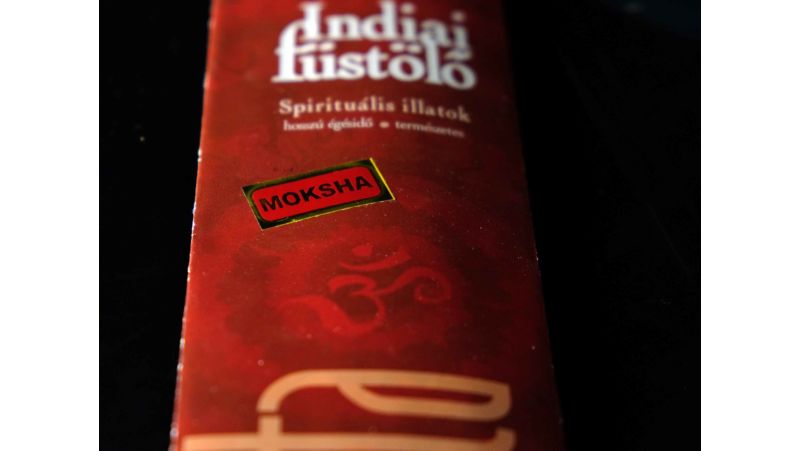 Indiai
füstölő
Spirituális illatok
hosszú égésidő • természetes
MOKSHA
ॐ